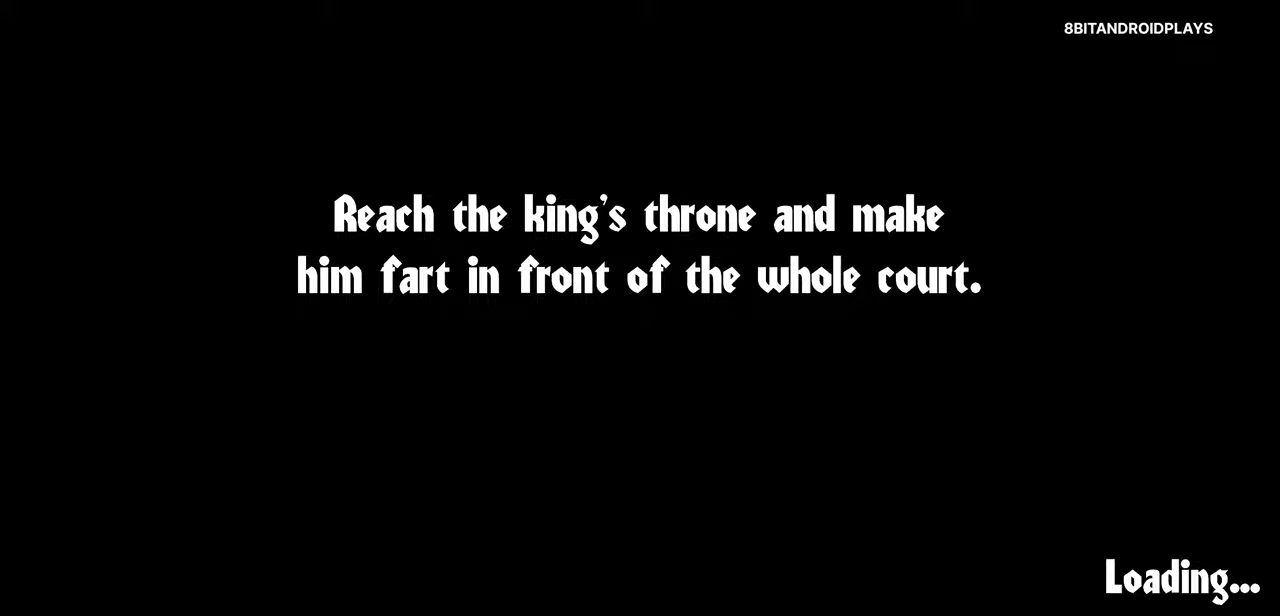 8BITANDROIDPLAYS
Reach the king's throne and make
him fart in front of the whole court.
Loading...